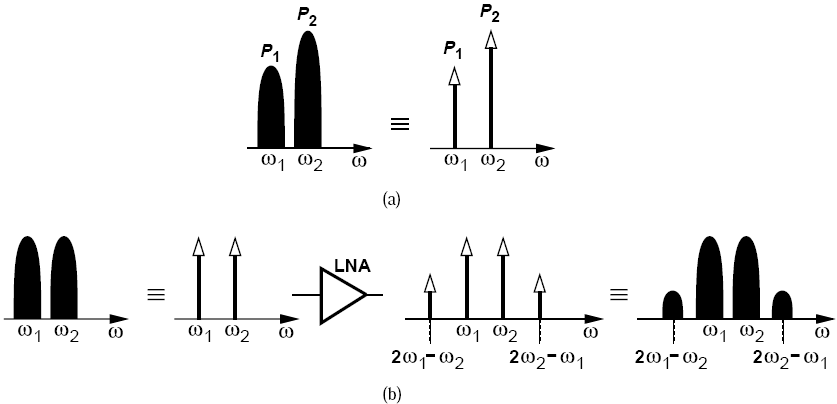 P₁ P₂ P₁ P₂
ω₁ ω₂ ω ≡ ω₁ ω₂ ω
(a)
LNA
ω₁ ω₂ ω ≡ ω₁ ω₂ ω ω₁ ω₂ ω ≡ ω₁ ω₂ ω
2ω₁-ω₂ 2ω₂-ω₁ 2ω₁-ω₂ 2ω₂-ω₁
(b)